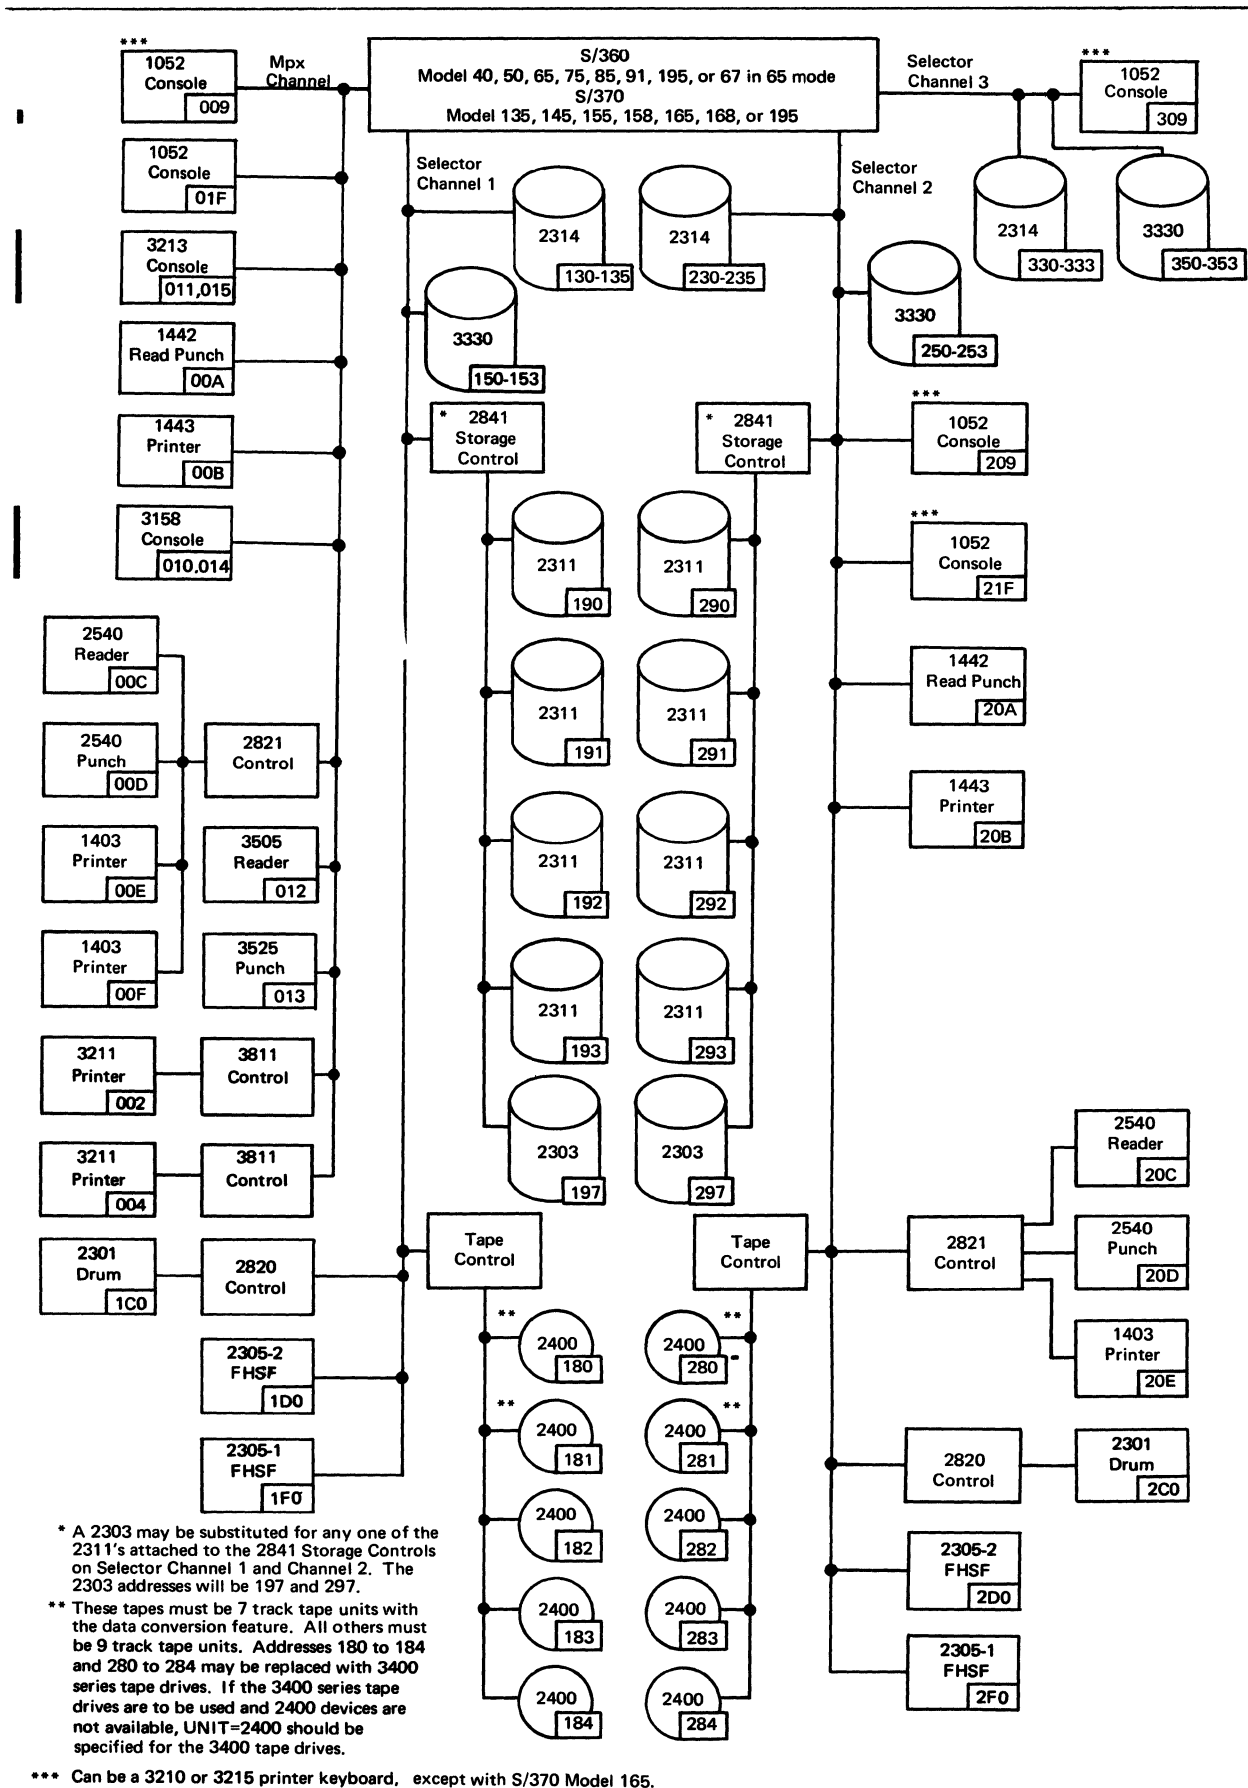 S/360
Model 40, 50, 65, 75, 85, 91, 195, or 67 in 65 mode
S/370
Model 135, 145, 155, 158, 165, 168, or 195
Mpx
Channel
***
1052
Console
009
1052
Console
01F
3213
Console
011,015
1442
Read Punch
00A
1443
Printer
00B
3158
Console
010,014
2540
Reader
00C
2540
Punch
00D
2821
Control
1403
Printer
00E
3505
Reader
012
1403
Printer
00F
3525
Punch
013
3211
Printer
002
3811
Control
3211
Printer
004
3811
Control
2301
Drum
1C0
2820
Control
2305-2
FHSF
1D0
2305-1
FHSF
1F0
Selector
Channel 1
2314
130-135
3330
150-153
* 2841
Storage
Control
2311
190
2311
191
2311
192
2311
193
2303
197
Tape
Control
**
2400
180
**
2400
181
2400
182
2400
183
2400
184
Selector
Channel 2
2314
230-235
3330
250-253
* 2841
Storage
Control
2311
290
2311
291
2311
292
2311
293
2303
297
Tape
Control
**
2400
280
**
2400
281
2400
282
2400
283
2400
284
***
1052
Console
209
***
1052
Console
21F
1442
Read Punch
20A
1443
Printer
20B
2821
Control
2540
Reader
20C
2540
Punch
20D
1403
Printer
20E
2820
Control
2301
Drum
2C0
2305-2
FHSF
2D0
2305-1
FHSF
2F0
Selector
Channel 3
***
1052
Console
309
2314
330-333
3330
350-353
* A 2303 may be substituted for any one of the
2311's attached to the 2841 Storage Controls
on Selector Channel 1 and Channel 2. The
2303 addresses will be 197 and 297.
** These tapes must be 7 track tape units with
the data conversion feature. All others must
be 9 track tape units. Addresses 180 to 184
and 280 to 284 may be replaced with 3400
series tape drives. If the 3400 series tape
drives are to be used and 2400 devices are
not available, UNIT=2400 should be
specified for the 3400 tape drives.
*** Can be a 3210 or 3215 printer keyboard, except with S/370 Model 165.